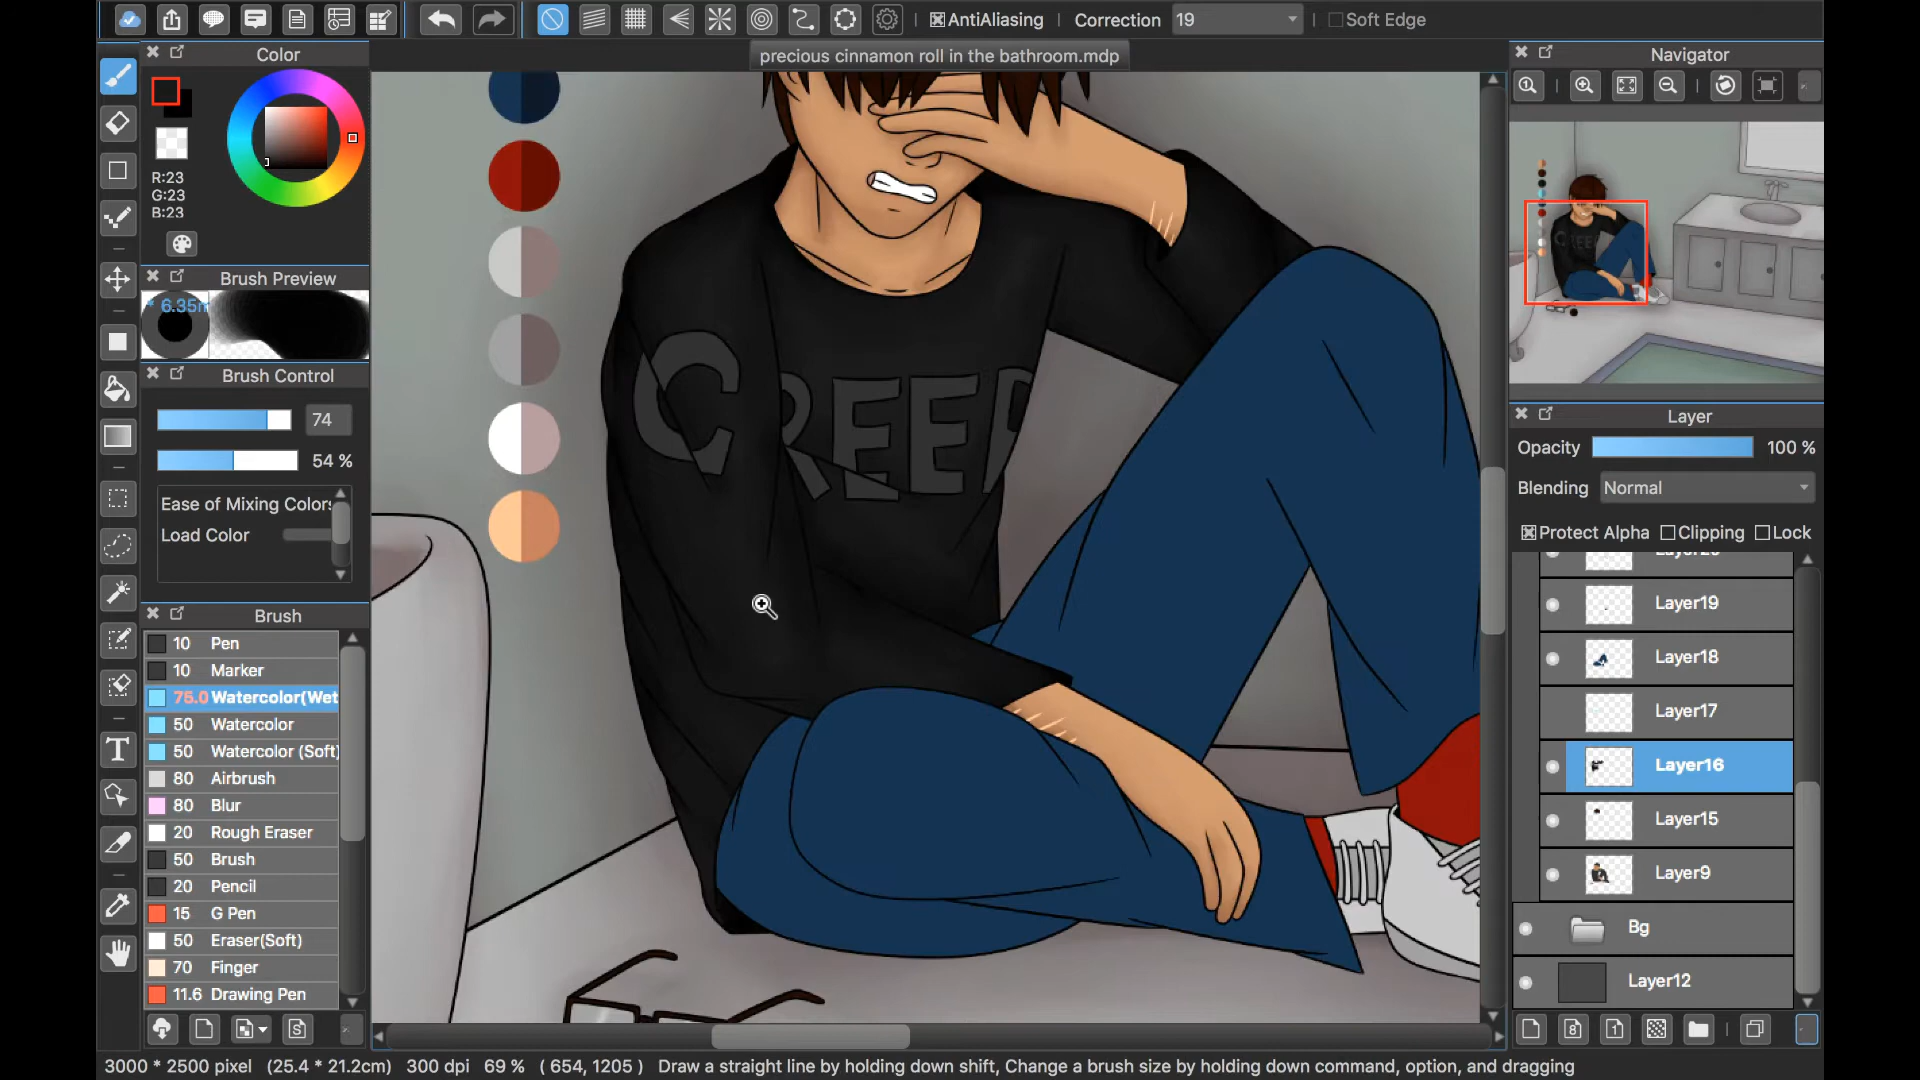 AntiAliasing
Correction
19
Soft Edge
precious cinnamon roll in the bathroom.mdp
Color
R:23
G:23
B:23
Brush Preview
* 6.35m
Brush Control
74
54 %
Ease of Mixing Colors
Load Color
Brush
10 Pen
10 Marker
75.0 Watercolor(Wet
50 Watercolor
50 Watercolor (Soft)
80 Airbrush
80 Blur
20 Rough Eraser
50 Brush
20 Pencil
15 G Pen
50 Eraser(Soft)
70 Finger
11.6 Drawing Pen
CREEP
Navigator
CREEP
Layer
Opacity 100 %
Blending Normal
Protect Alpha Clipping Lock
Layer20
Layer19
Layer18
Layer17
Layer16
Layer15
Layer9
Bg
Layer12
3000 * 2500 pixel (25.4 * 21.2cm) 300 dpi 69 % ( 654, 1205 ) Draw a straight line by holding down shift, Change a brush size by holding down command, option, and dragging